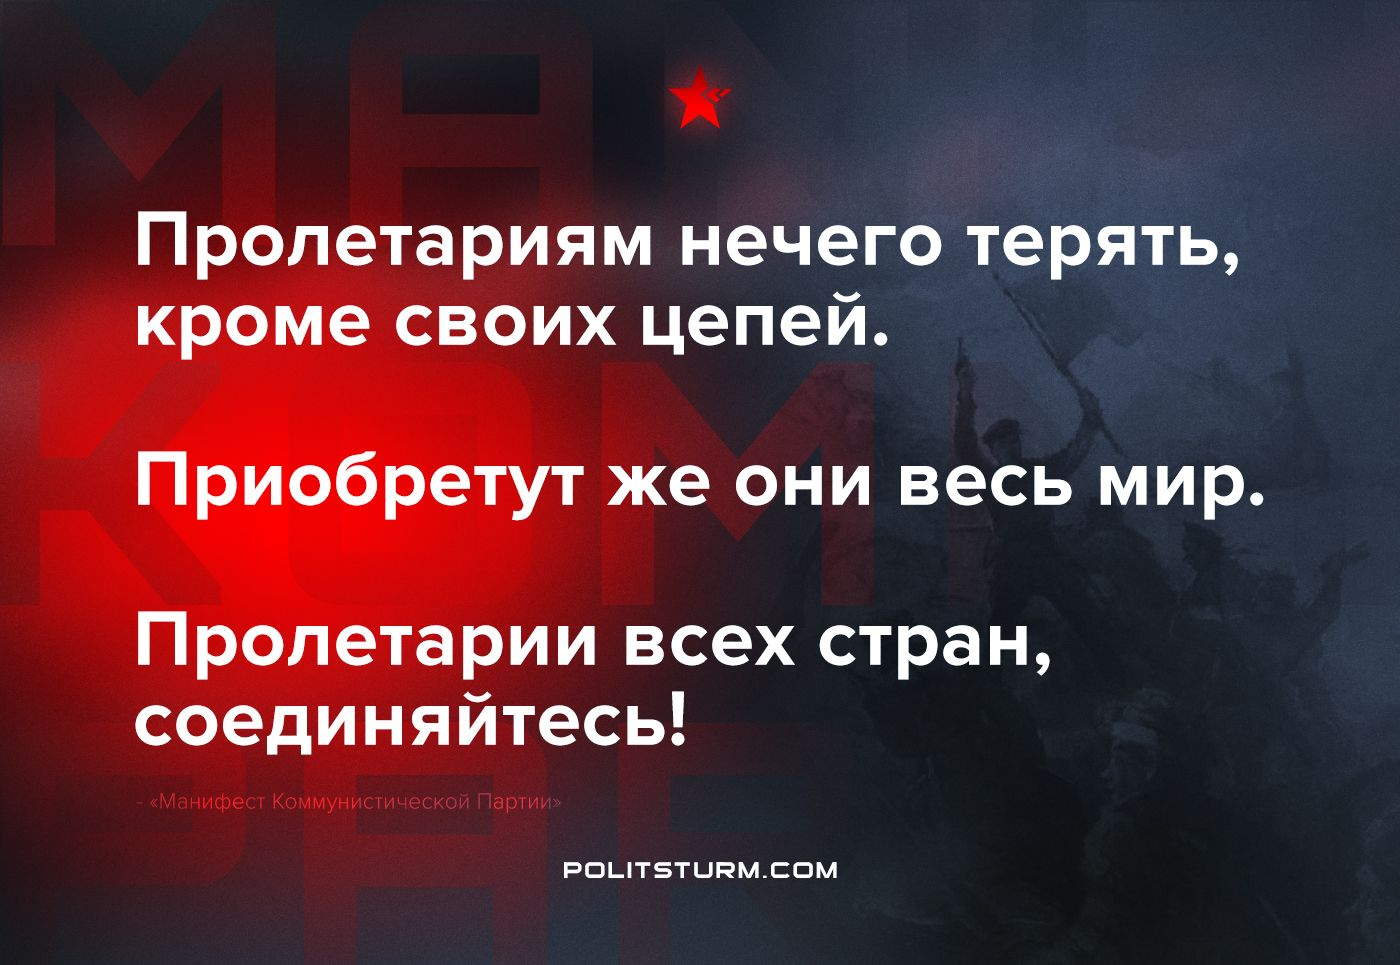 Пролетариям нечего терять,
кроме своих цепей.
Приобретут же они весь мир.
Пролетарии всех стран,
соединяйтесь!
- «Манифест Коммунистической Партии»
POLITSTURM.COM